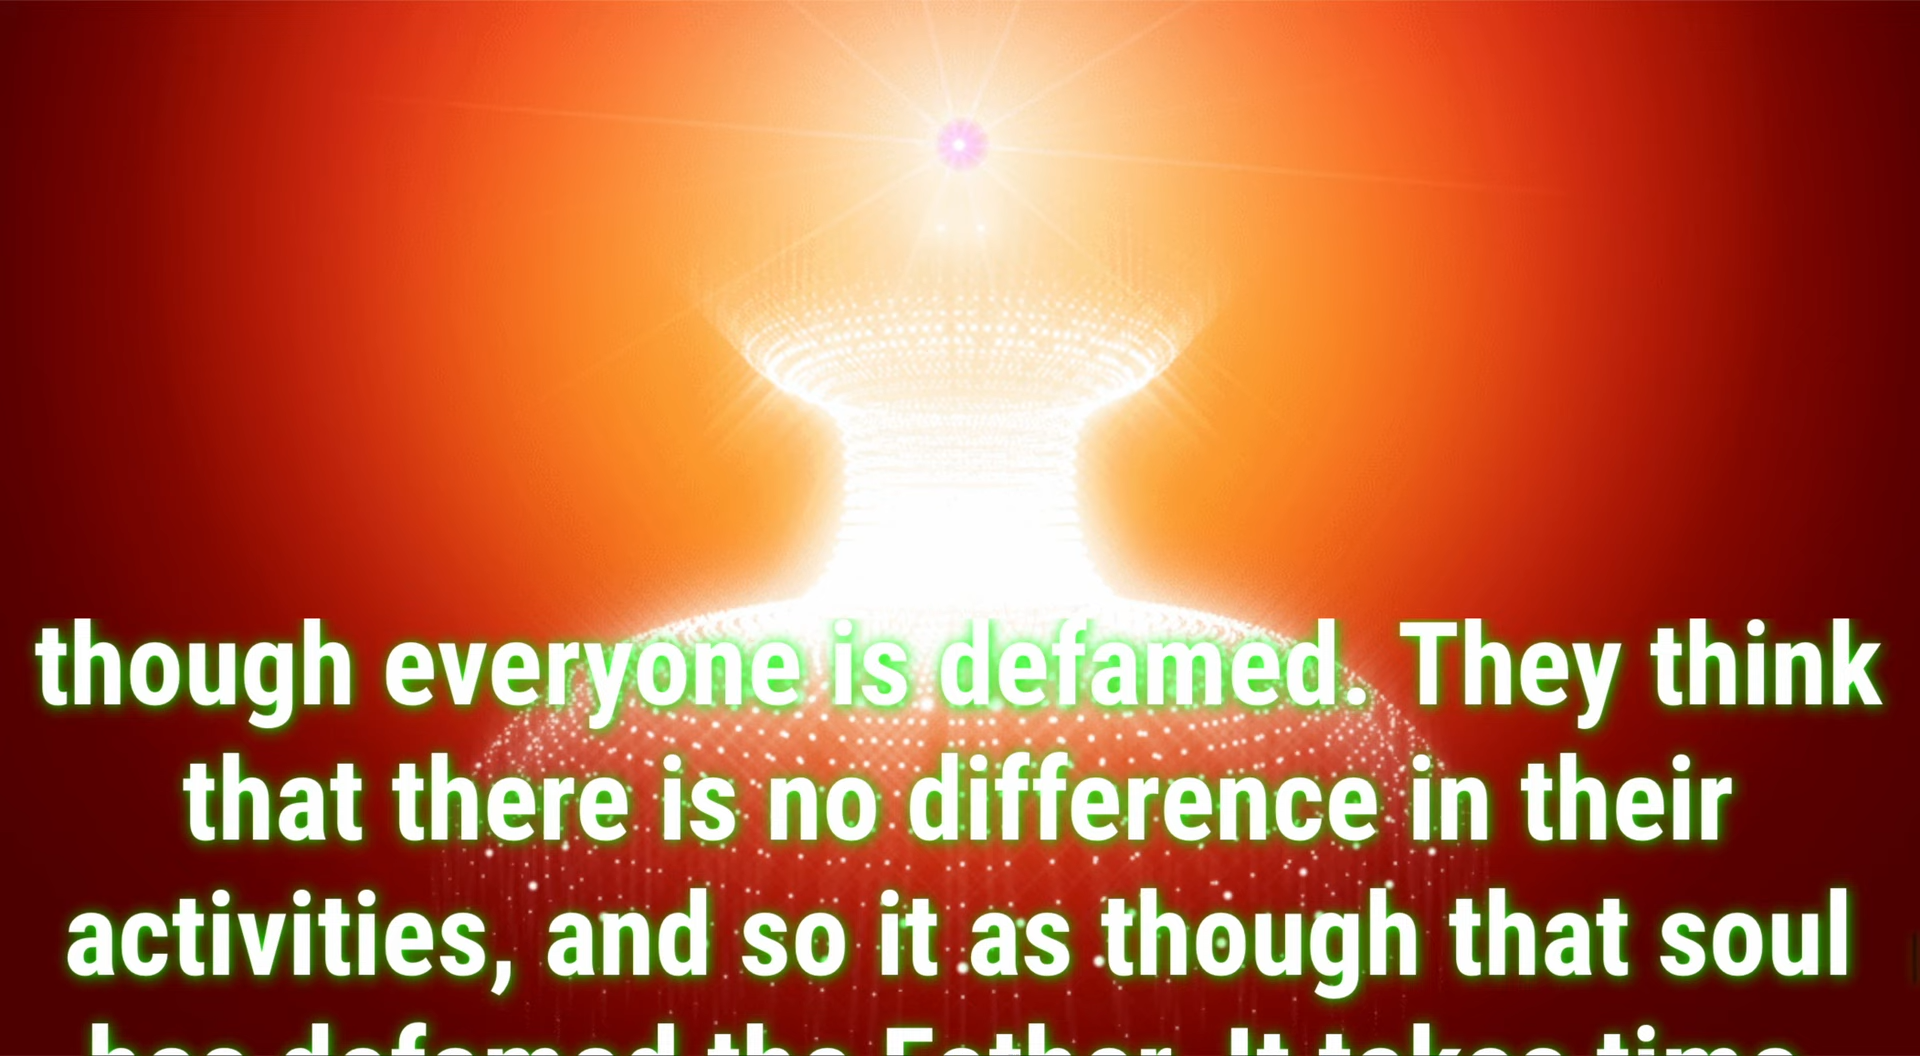 though everyone is defamed. They think
that there is no difference in their
activities, and so it as though that soul
has defamed the Father. It takes time